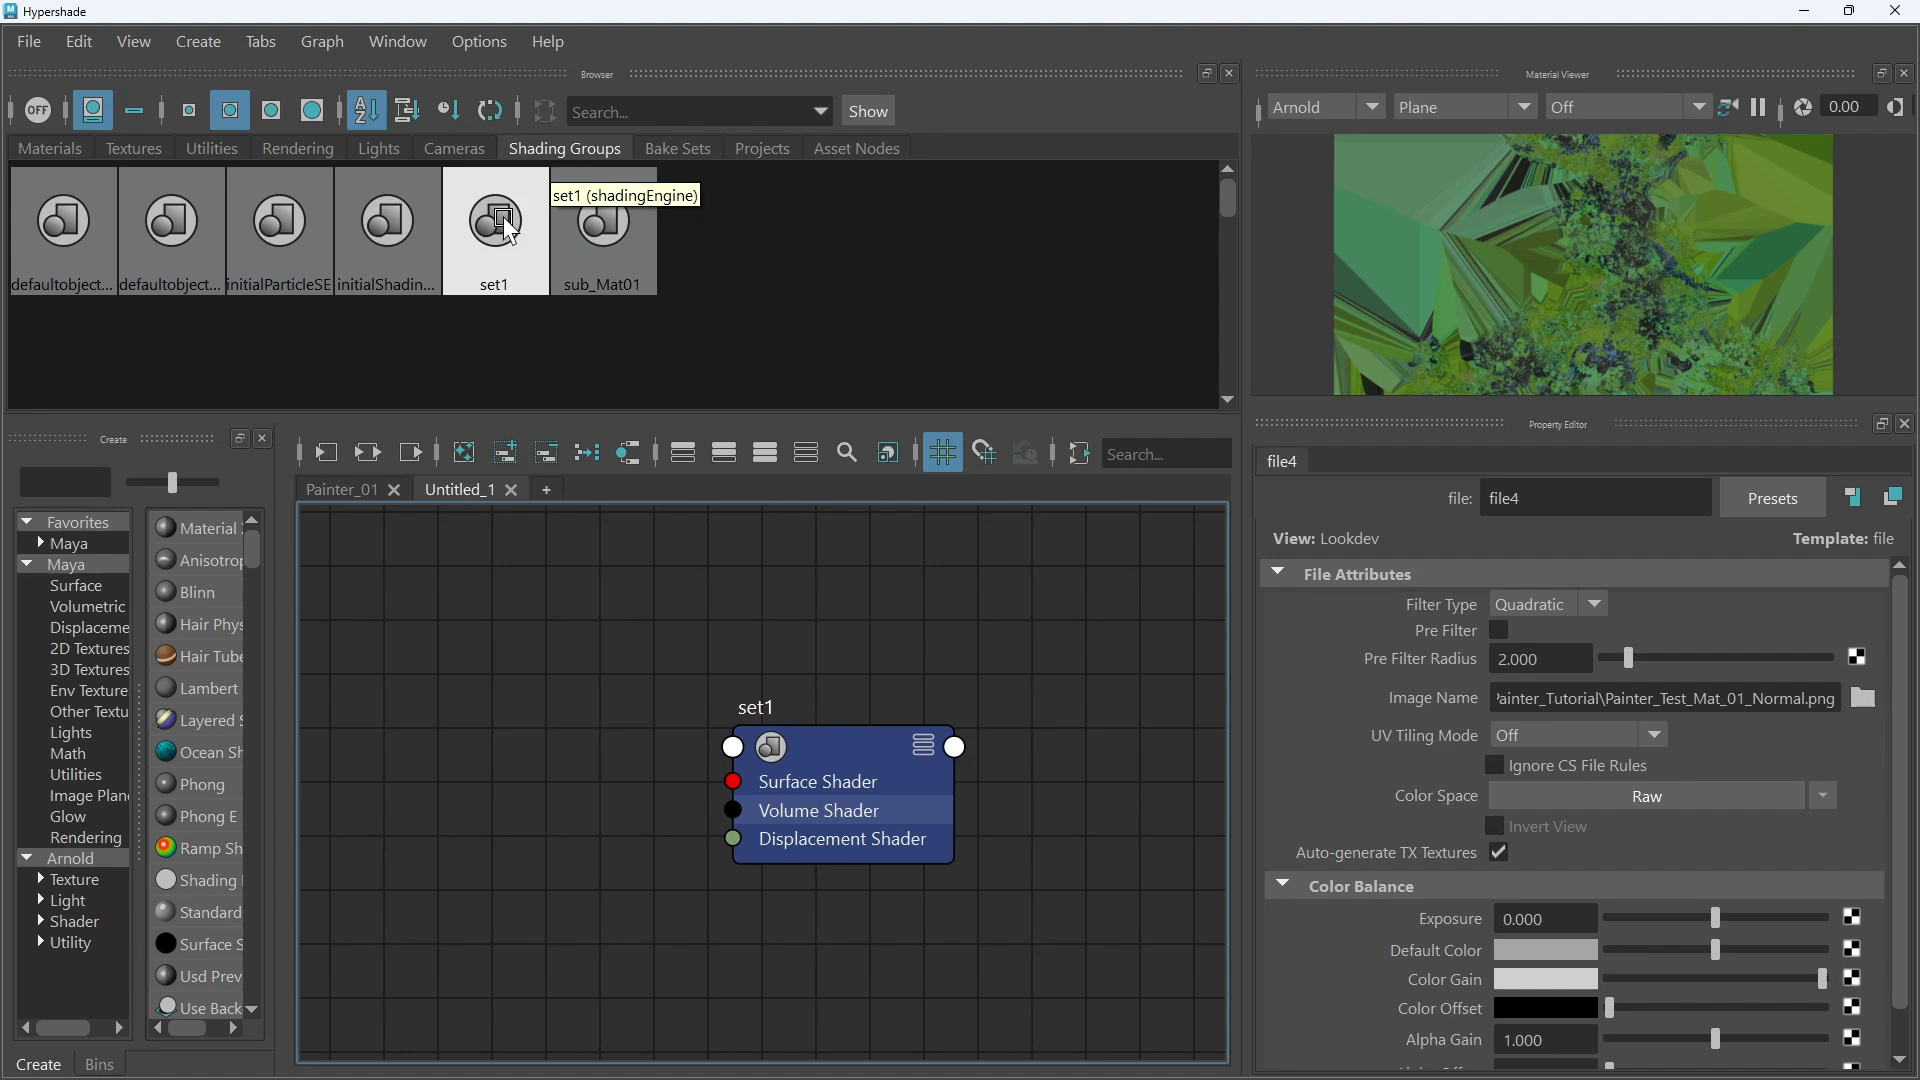 Hypershade
File Edit View Create Tabs Graph Window Options Help
Browser
OFF Search... Show
Materials Textures Utilities Rendering Lights Cameras Shading Groups Bake Sets Projects Asset Nodes
set1 (shadingEngine)
defaultobject... defaultobject... initialParticleSE initialShadin... set1 sub_Mat01
Material Viewer
Arnold Plane Off 0.00
Create
Favorites
Maya
Maya
Surface
Volumetric
Displaceme
2D Textures
3D Textures
Env Texture
Other Textu
Lights
Math
Utilities
Image Plan
Glow
Rendering
Arnold
Texture
Light
Shader
Utility
Material
Anisotrop
Blinn
Hair Phys
Hair Tube
Lambert
Layered S
Ocean Sh
Phong
Phong E
Ramp Sh
Shading
Standard
Surface S
Usd Prev
Use Back
Create Bins
Search...
Painter_01 Untitled_1 +
set1
Surface Shader
Volume Shader
Displacement Shader
Property Editor
file4
file: file4 Presets
View: Lookdev Template: file
File Attributes
Filter Type Quadratic
Pre Filter
Pre Filter Radius 2.000
Image Name Painter_Tutorial\Painter_Test_Mat_01_Normal.png
UV Tiling Mode Off
Ignore CS File Rules
Color Space Raw
Invert View
Auto-generate TX Textures
Color Balance
Exposure 0.000
Default Color
Color Gain
Color Offset
Alpha Gain 1.000